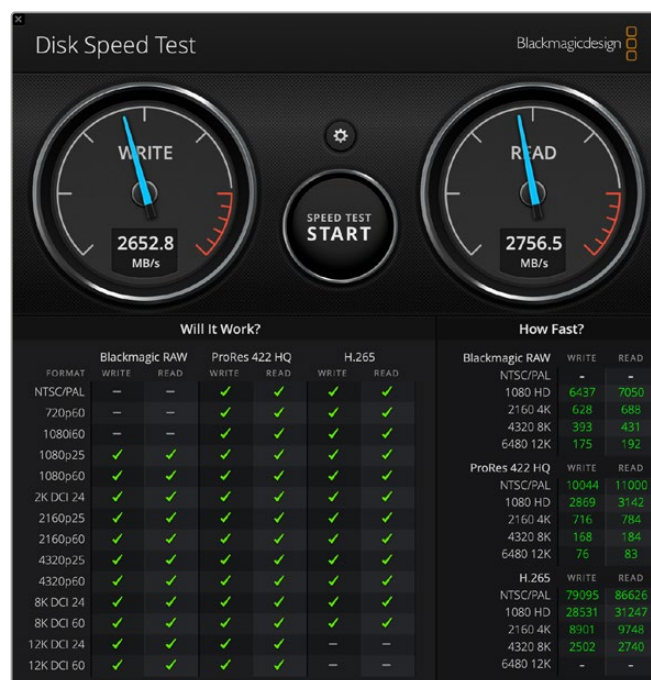 Disk Speed Test
Blackmagicdesign
WRITE
2652.8
MB/s
SPEED TEST
START
READ
2756.5
MB/s
Will It Work?
Blackmagic RAW ProRes 422 HQ H.265
FORMAT WRITE READ WRITE READ WRITE READ
NTSC/PAL — — ✓ ✓ ✓ ✓
720p60 — — ✓ ✓ ✓ ✓
1080i60 — — ✓ ✓ ✓ ✓
1080p25 ✓ ✓ ✓ ✓ ✓ ✓
1080p60 ✓ ✓ ✓ ✓ ✓ ✓
2K DCI 24 ✓ ✓ ✓ ✓ ✓ ✓
2160p25 ✓ ✓ ✓ ✓ ✓ ✓
2160p60 ✓ ✓ ✓ ✓ ✓ ✓
4320p25 ✓ ✓ ✓ ✓ ✓ ✓
4320p60 ✓ ✓ ✓ ✓ ✓ ✓
8K DCI 24 ✓ ✓ ✓ ✓ ✓ ✓
8K DCI 60 ✓ ✓ ✓ ✓ ✓ ✓
12K DCI 24 ✓ ✓ ✓ ✓ — —
12K DCI 60 ✓ ✓ ✓ ✓ — —
How Fast?
Blackmagic RAW WRITE READ
NTSC/PAL - -
1080 HD 6437 7050
2160 4K 628 688
4320 8K 393 431
6480 12K 175 192
ProRes 422 HQ WRITE READ
NTSC/PAL 10044 11000
1080 HD 2869 3142
2160 4K 716 784
4320 8K 168 184
6480 12K 76 83
H.265 WRITE READ
NTSC/PAL 79095 86626
1080 HD 28531 31247
2160 4K 8901 9748
4320 8K 2502 2740
6480 12K - -